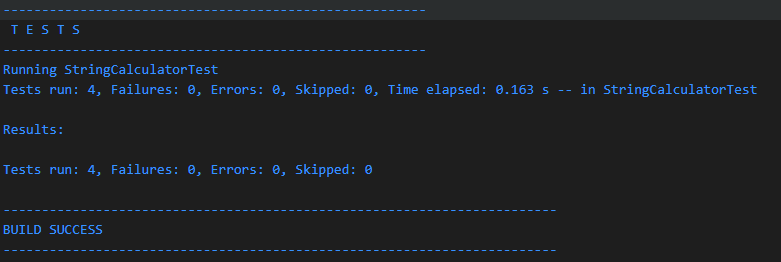 -------------------------------------------------------
 T E S T S
-------------------------------------------------------
Running StringCalculatorTest
Tests run: 4, Failures: 0, Errors: 0, Skipped: 0, Time elapsed: 0.163 s -- in StringCalculatorTest
Results:
Tests run: 4, Failures: 0, Errors: 0, Skipped: 0
------------------------------------------------------------------------
BUILD SUCCESS
------------------------------------------------------------------------